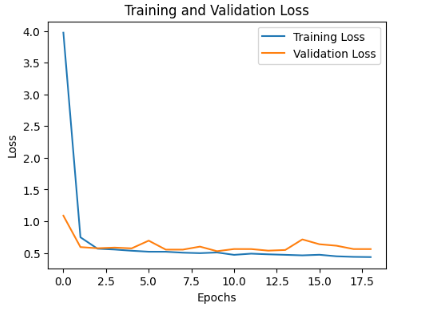 Training and Validation Loss
Training Loss
Validation Loss
Loss
4.0
3.5
3.0
2.5
2.0
1.5
1.0
0.5
0.0 2.5 5.0 7.5 10.0 12.5 15.0 17.5
Epochs